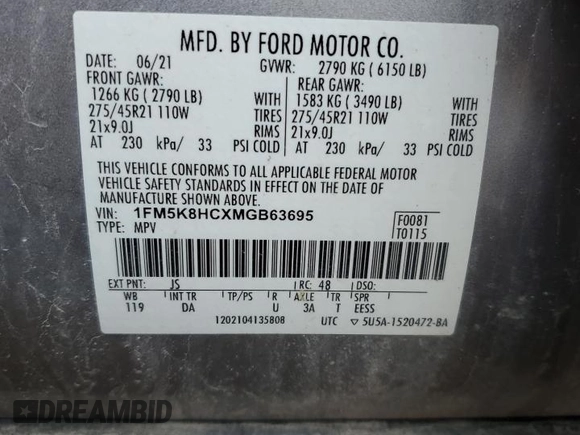 MFD. BY FORD MOTOR CO.
DATE: 06/21 GVWR: 2790 KG ( 6150 LB)
FRONT GAWR: REAR GAWR:
1266 KG ( 2790 LB) WITH 1583 KG ( 3490 LB) WITH
275/45R21 110W TIRES 275/45R21 110W TIRES
21x9.0J RIMS 21x9.0J RIMS
AT 230 kPa/ 33 PSI COLD AT 230 kPa/ 33 PSI COLD
THIS VEHICLE CONFORMS TO ALL APPLICABLE FEDERAL MOTOR
VEHICLE SAFETY STANDARDS IN EFFECT ON THE DATE OF
MANUFACTURE SHOWN ABOVE.
VIN: 1FM5K8HCXMGB63695 F0081
TYPE: MPV T0115
EXT PNT: JS RC: 48 DSO:
WB INT TR TP/PS R AXLE TR SPR
119 DA U 3A T EESS
1202104135808 UTC ▽ 5U5A-1520472-BA
DREAMBID